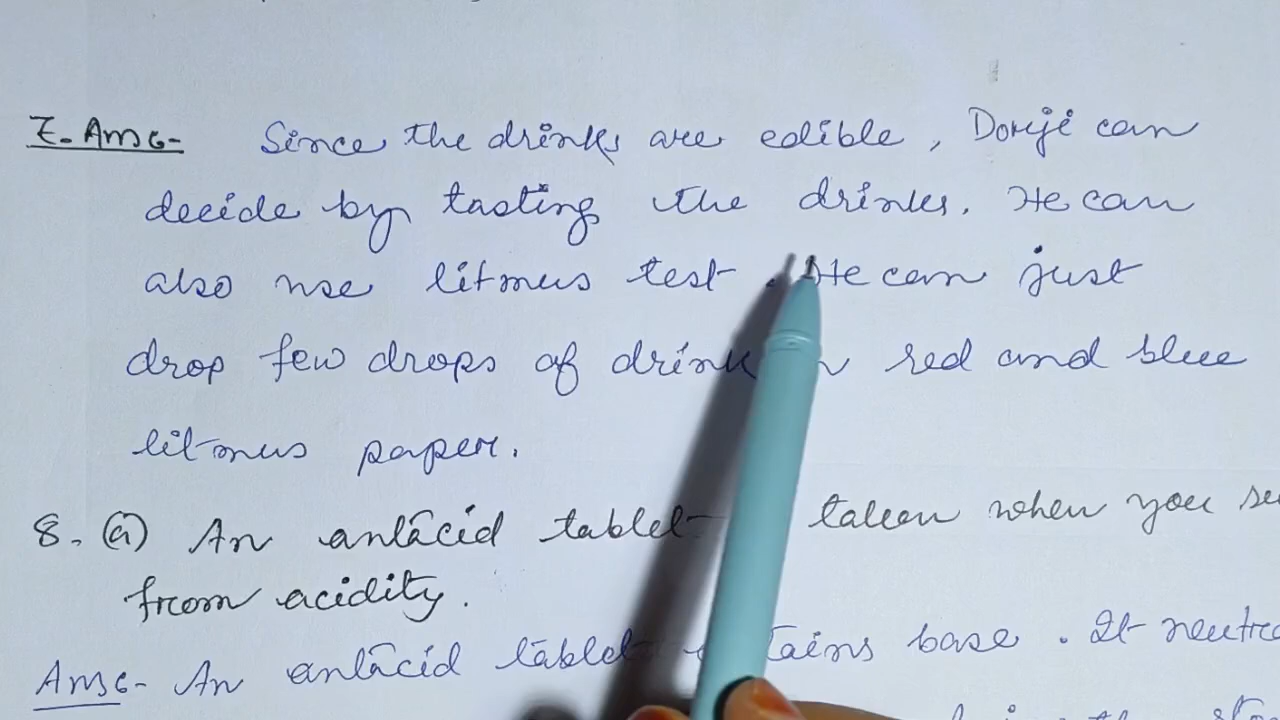 7. Ans:- Since the drinks are edible, Dorji can
decide by tasting the drinks. He can
also use litmus test. He can just
drop few drops of drink red and blue
litmus paper.
8. (a) An antacid tablet taken when you
from acidity.
Ans:- An antacid tablet base. It